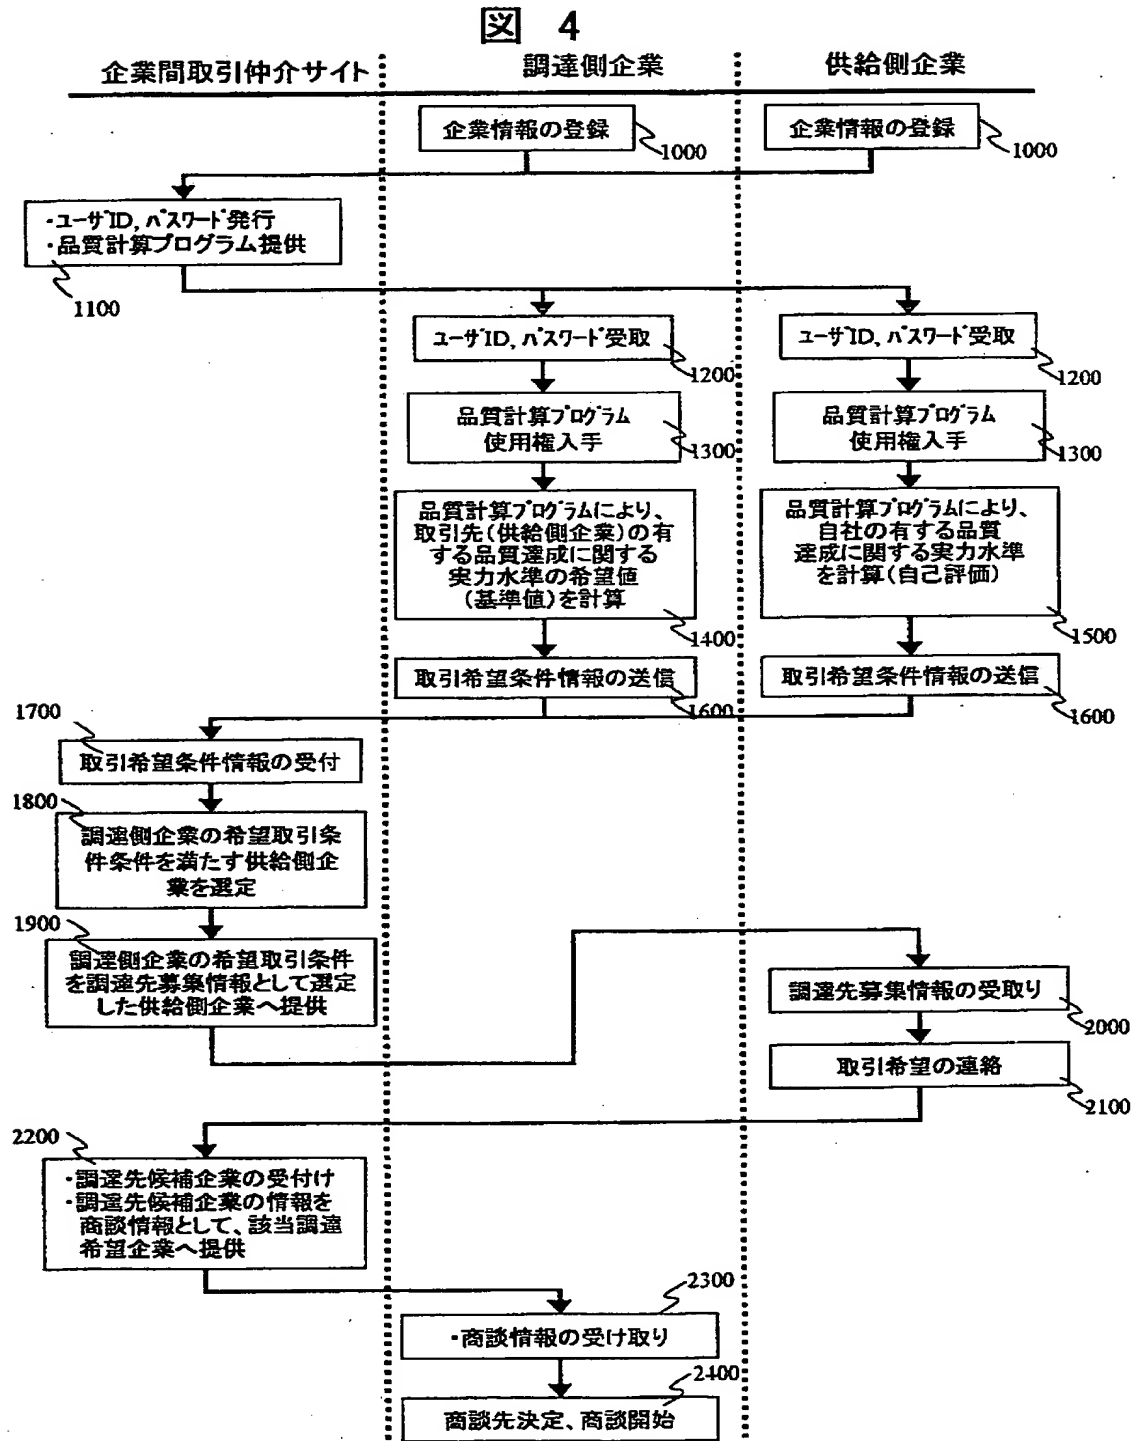 図 4
企業間取引仲介サイト
調達側企業
供給側企業
企業情報の登録
1000
企業情報の登録
1000
・ユーザID, パスワード発行
・品質計算プログラム提供
1100
ユーザID, パスワード受取
1200
ユーザID, パスワード受取
1200
品質計算プログラム
使用権入手
1300
品質計算プログラム
使用権入手
1300
品質計算プログラムにより、
取引先(供給側企業)の有
する品質達成に関する
実力水準の希望値
(基準値)を計算
1400
品質計算プログラムにより、
自社の有する品質
達成に関する実力水準
を計算(自己評価)
1500
取引希望条件情報の送信
1600
取引希望条件情報の送信
1600
1700
取引希望条件情報の受付
1800
調達側企業の希望取引条
件条件を満たす供給側企
業を選定
1900
調達側企業の希望取引条件
を調達先募集情報として選定
した供給側企業へ提供
調達先募集情報の受取り
2000
取引希望の連絡
2100
2200
・調達先候補企業の受付け
・調達先候補企業の情報を
商談情報として、該当調達
希望企業へ提供
2300
・商談情報の受け取り
2400
商談先決定、商談開始